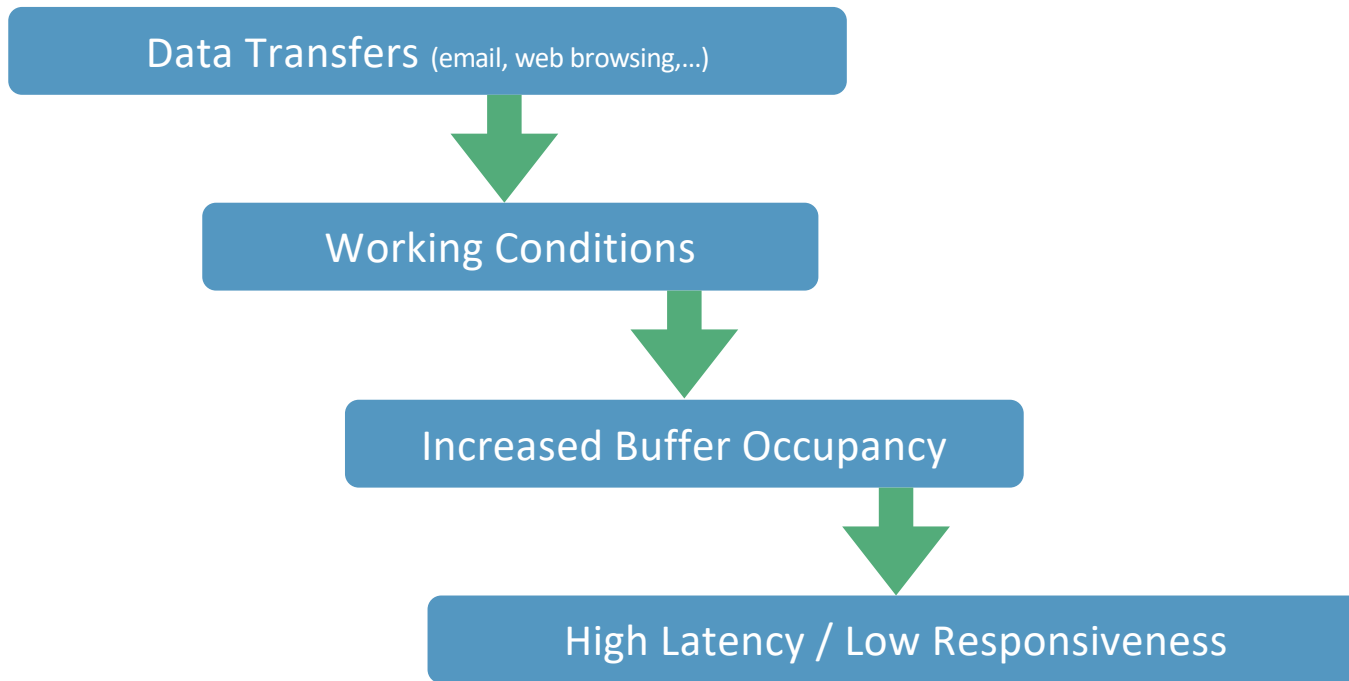 Data Transfers (email, web browsing,...)
Working Conditions
Increased Buffer Occupancy
High Latency / Low Responsiveness